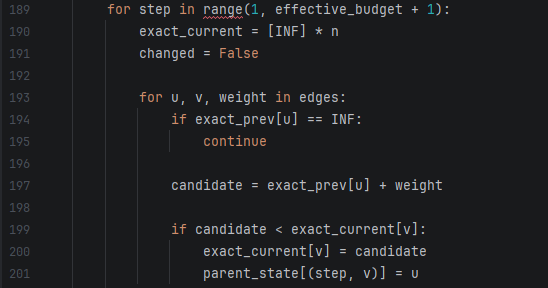 189 for step in range(1, effective_budget + 1):
190 exact_current = [INF] * n
191 changed = False
192
193 for u, v, weight in edges:
194 if exact_prev[u] == INF:
195 continue
196
197 candidate = exact_prev[u] + weight
198
199 if candidate < exact_current[v]:
200 exact_current[v] = candidate
201 parent_state[(step, v)] = u